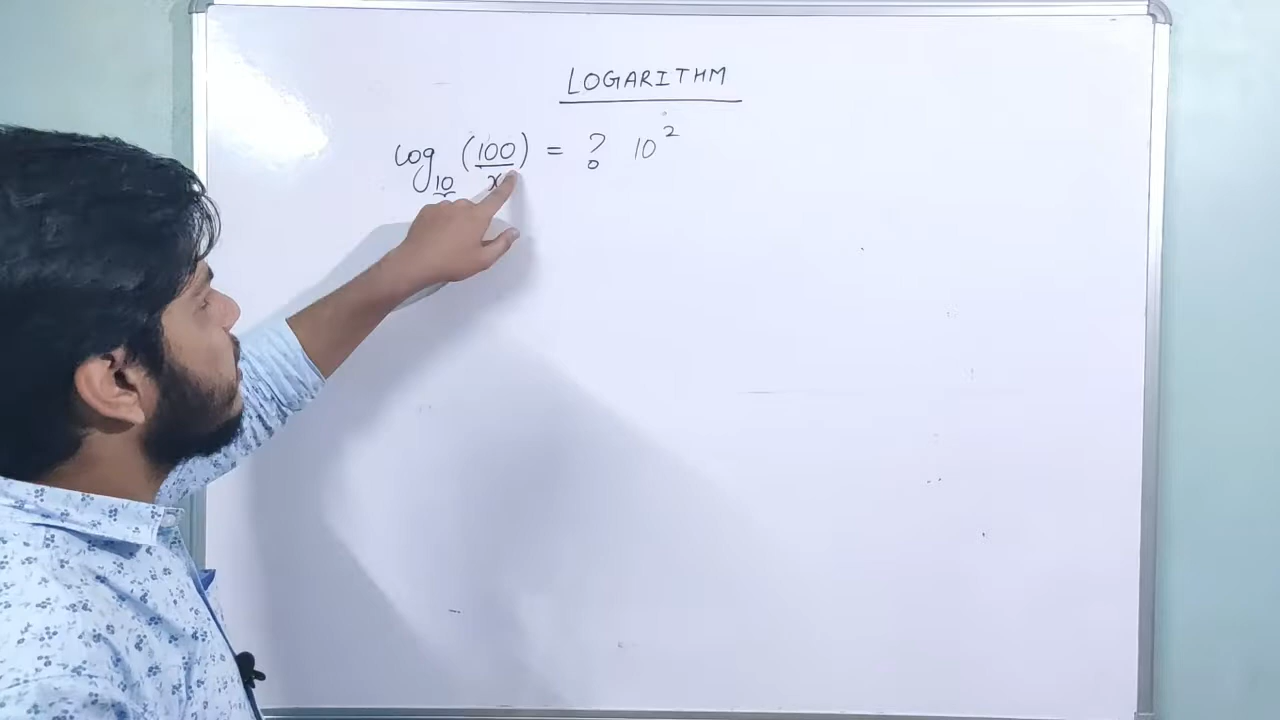 LOGARITHM
log₁₀ (100) = ? 10²
x